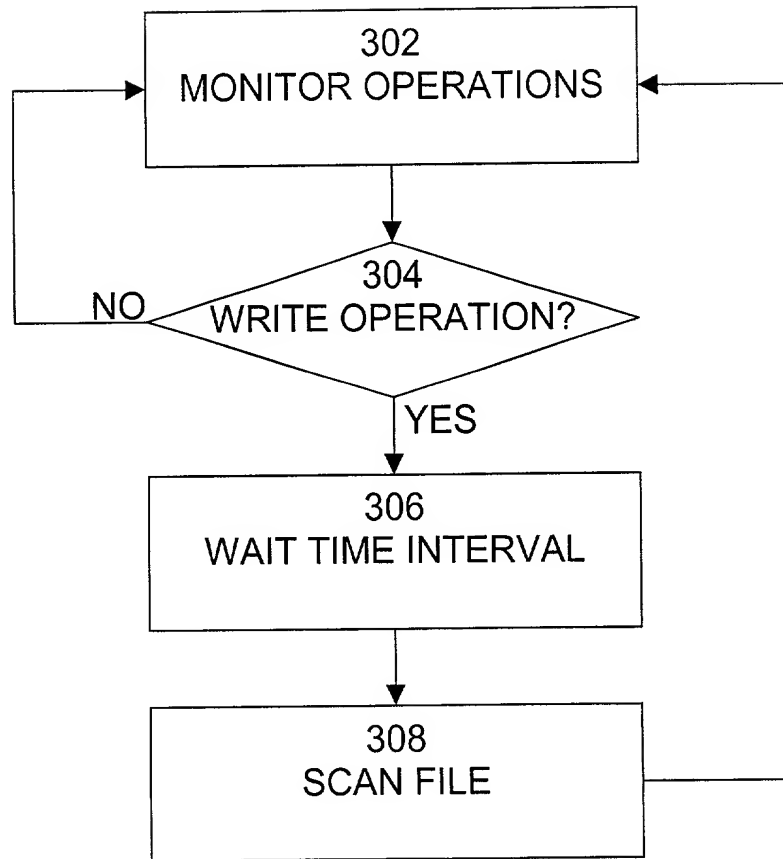 302
MONITOR OPERATIONS
304
NO
WRITE OPERATION?
YES
306
WAIT TIME INTERVAL
308
SCAN FILE